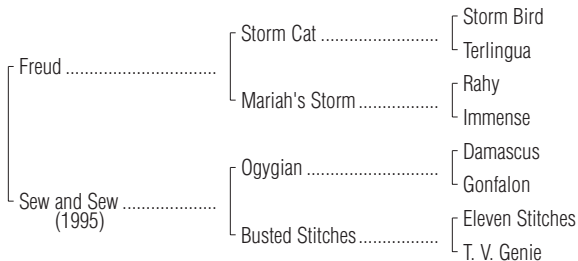 Storm Bird
Storm Cat ............................
Terlingua
Freud ...................................
Rahy
Mariah's Storm ...................
Immense
Damascus
Ogygian ...............................
Gonfalon
Sew and Sew ......................
(1995)
Eleven Stitches
Busted Stitches ...................
T. V. Genie